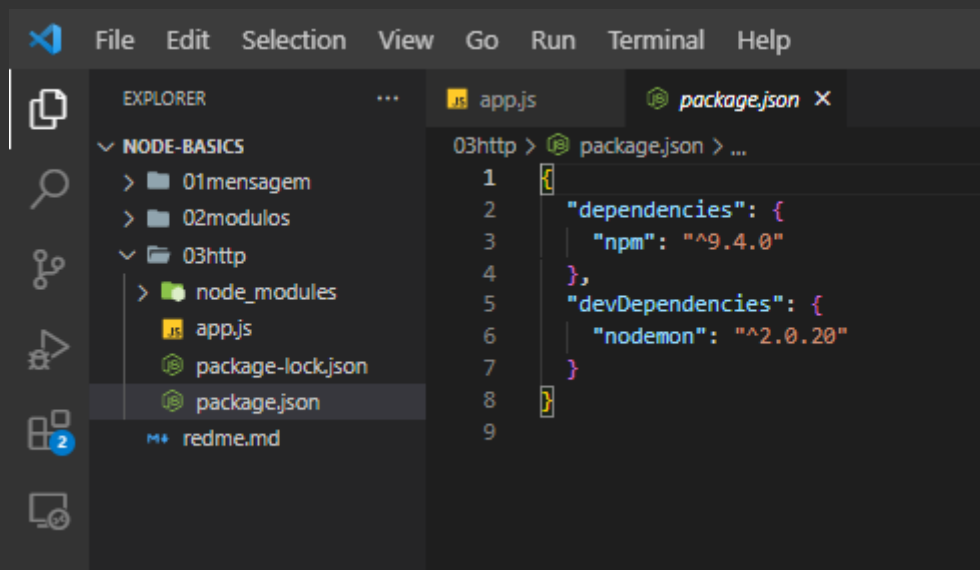 File Edit Selection View Go Run Terminal Help
EXPLORER ...
NODE-BASICS
01mensagem
02modulos
03http
node_modules
JS app.js
package-lock.json
package.json
redme.md
2
JS app.js package.json
03http > package.json > ...
1 {
2 "dependencies": {
3 "npm": "^9.4.0"
4 },
5 "devDependencies": {
6 "nodemon": "^2.0.20"
7 }
8 }
9